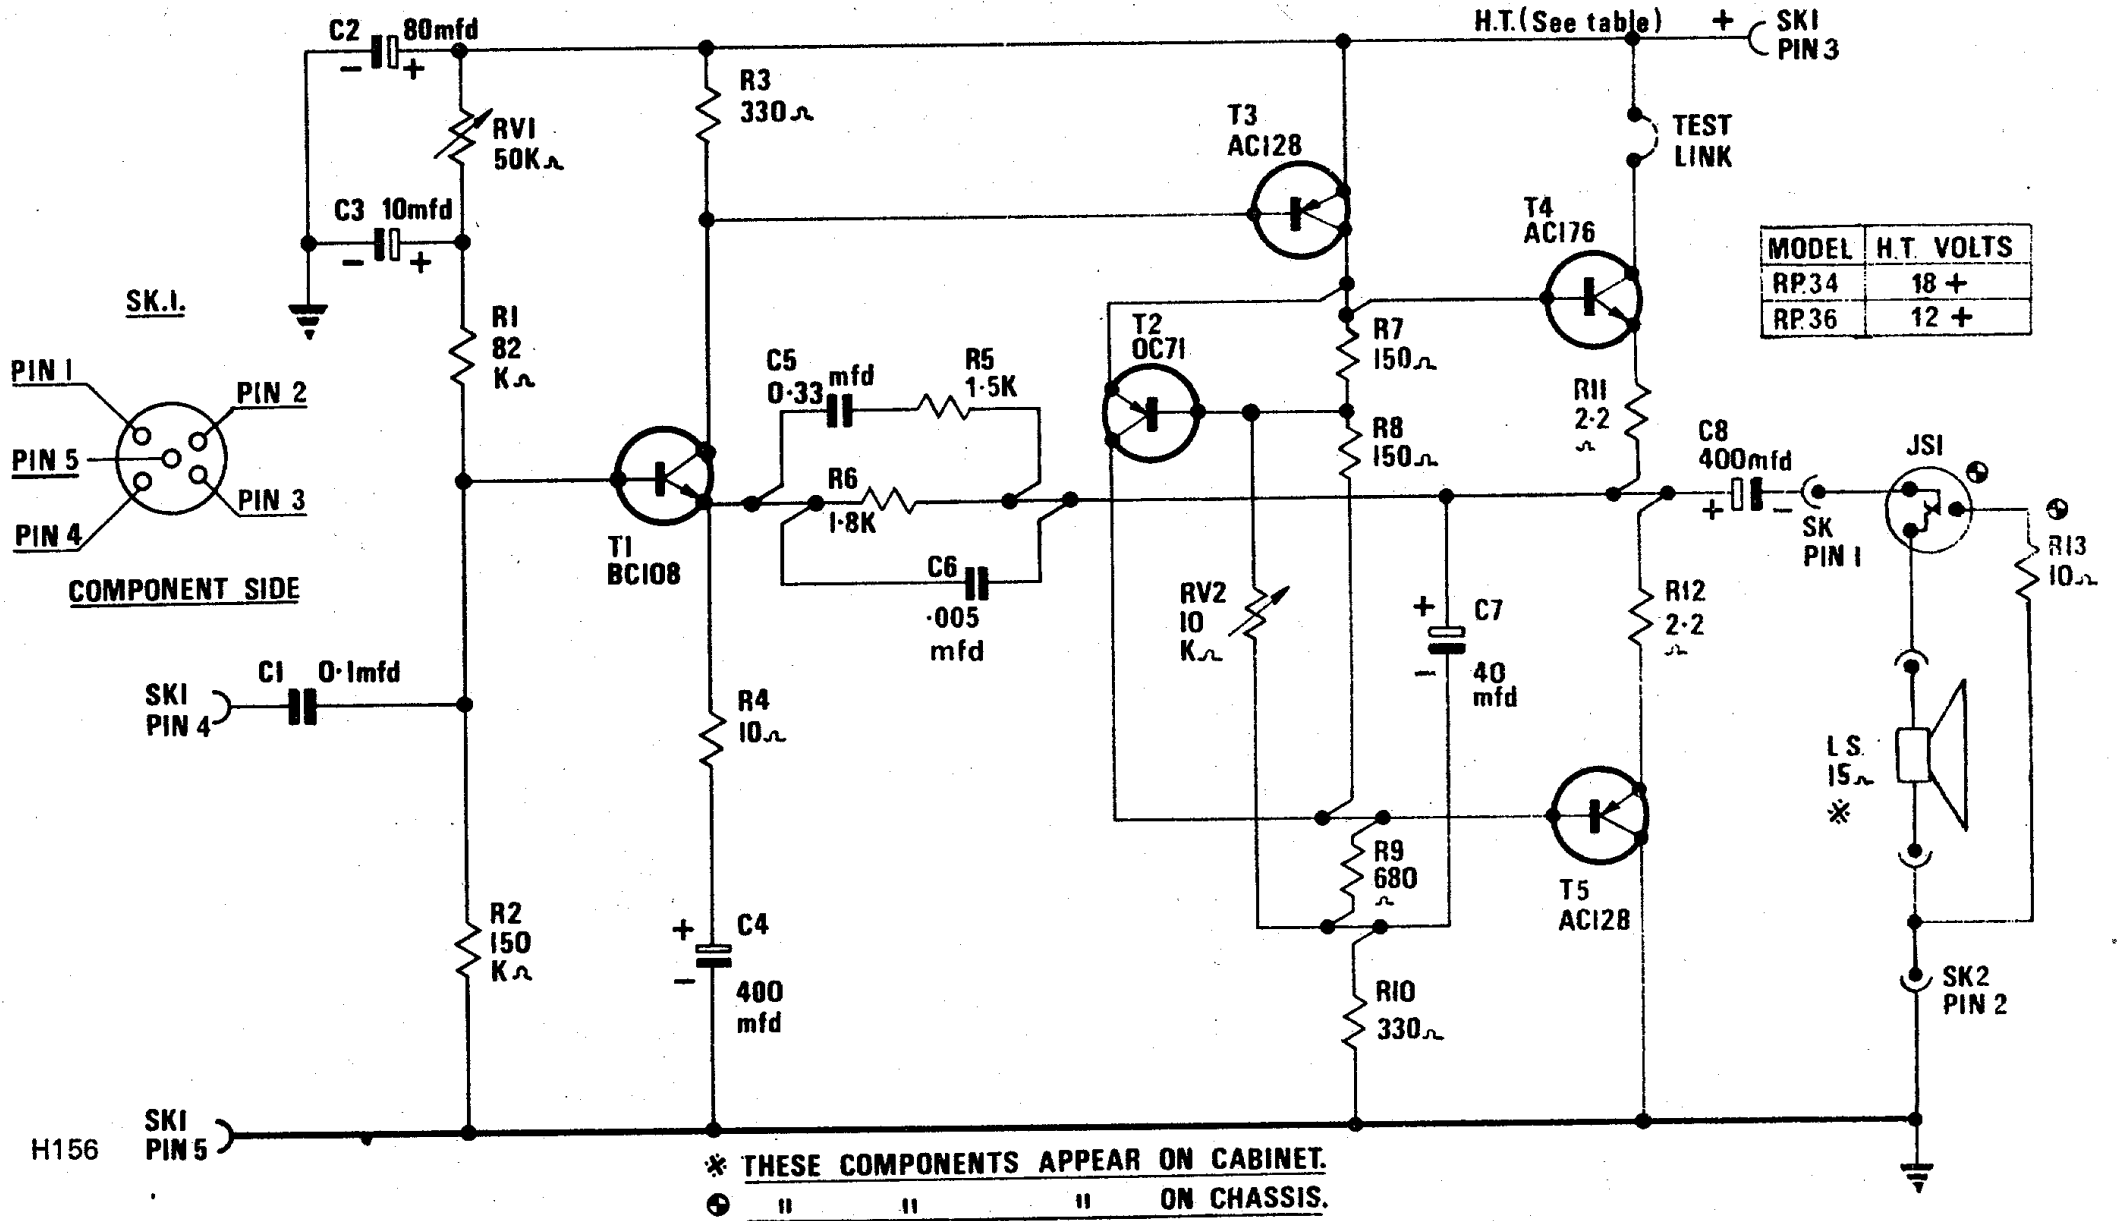 C2 80mfd
− +
H.T. (See table) + SK1
PIN 3
R3
330Ω
RV1
50KΩ
T3
AC128
TEST
LINK
C3 10mfd
− +
T4
AC176
MODEL H.T. VOLTS
RP.34 18 +
RP.36 12 +
SK.1.
R1
82
KΩ
T2
OC71
R7
150Ω
PIN 1
PIN 2
PIN 5
PIN 3
PIN 4
COMPONENT SIDE
C5
0·33 mfd
R5
1·5K
R6
1·8K
C6
·005
mfd
R8
150Ω
R11
2·2
Ω
C8
400mfd
+ −
SK
PIN 1
JS1
R13
10Ω
T1
BC108
RV2
10
KΩ
+ C7
− 40
mfd
R12
2·2
Ω
C1 0·1mfd
SK1
PIN 4
R4
10Ω
L S.
15Ω
※
R9
680
Ω
T5
AC128
R2
150
KΩ
+ C4
−
400
mfd
R10
330Ω
SK2
PIN 2
H156
SK1
PIN 5
※ THESE COMPONENTS APPEAR ON CABINET.
" " " ON CHASSIS.